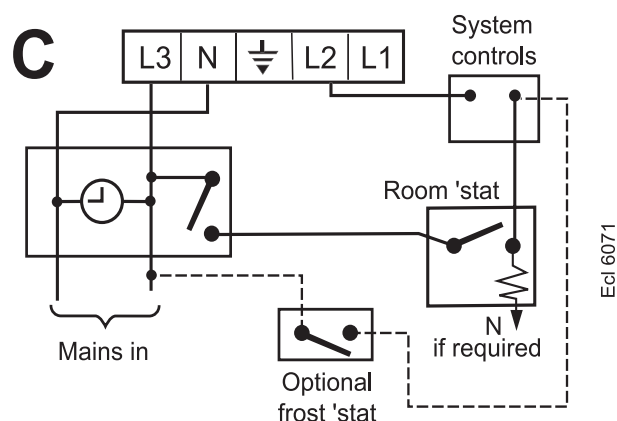 C
L3 N L2 L1
System
controls
Room 'stat
Ecl 6071
N
if required
Mains in
Optional
frost 'stat